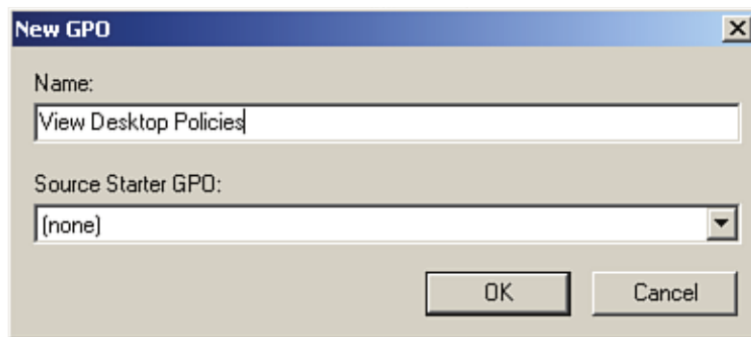 New GPO
Name:
View Desktop Policies
Source Starter GPO:
(none)
OK Cancel